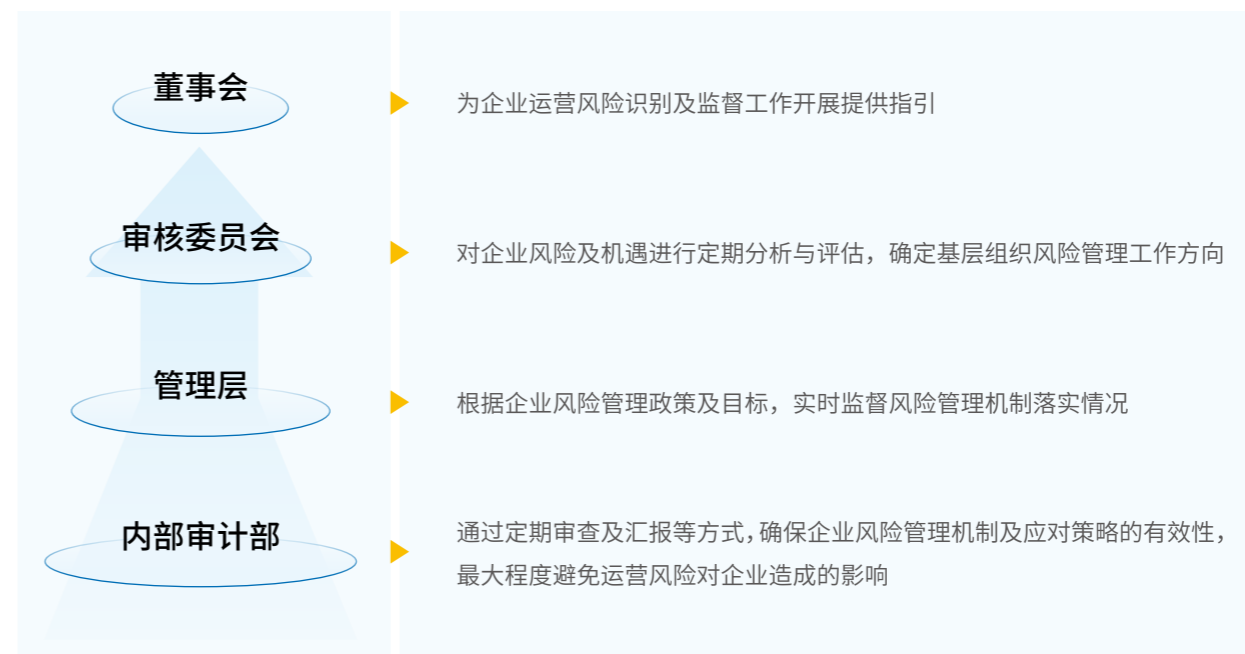 董事会
为企业运营风险识别及监督工作开展提供指引
审核委员会
对企业风险及机遇进行定期分析与评估，确定基层组织风险管理工作方向
管理层
根据企业风险管理政策及目标，实时监督风险管理机制落实情况
内部审计部
通过定期审查及汇报等方式，确保企业风险管理机制及应对策略的有效性，
最大程度避免运营风险对企业造成的影响